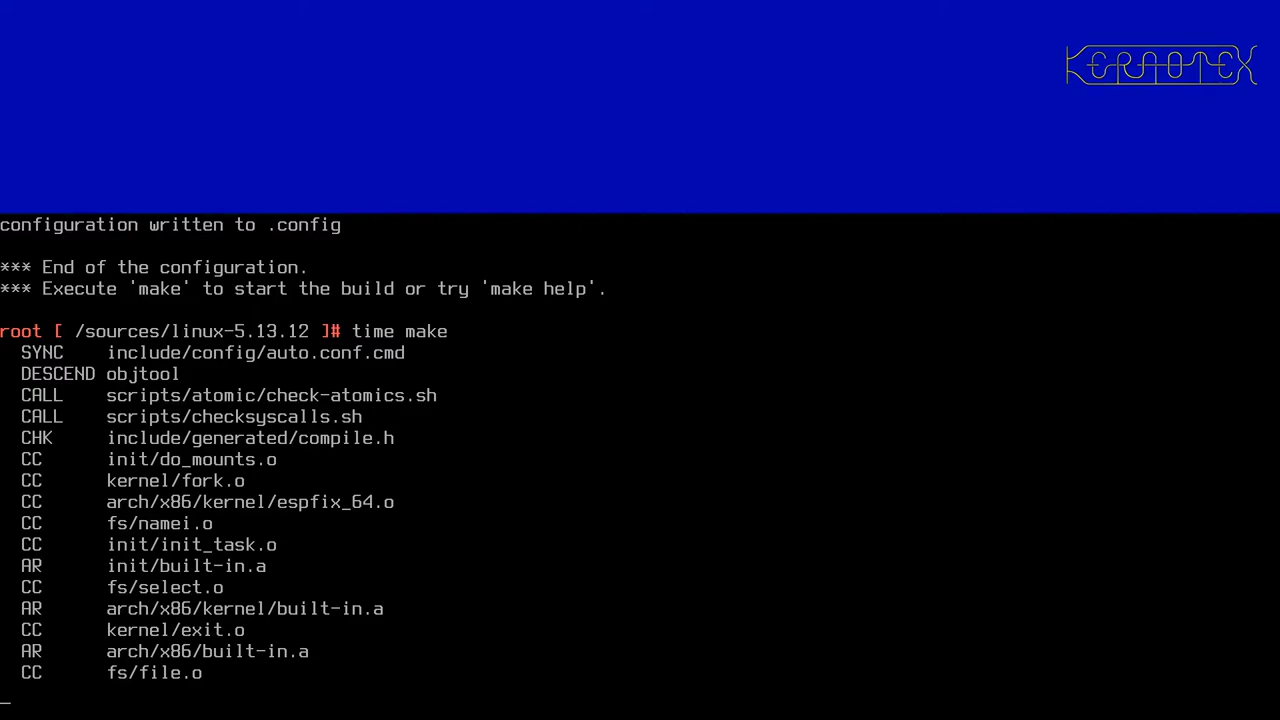 KERNOTEX
configuration written to .config
*** End of the configuration.
*** Execute 'make' to start the build or try 'make help'.
root [ /sources/linux-5.13.12 ]# time make
SYNC include/config/auto.conf.cmd
DESCEND objtool
CALL scripts/atomic/check-atomics.sh
CALL scripts/checksyscalls.sh
CHK include/generated/compile.h
CC init/do_mounts.o
CC kernel/fork.o
CC arch/x86/kernel/espfix_64.o
CC fs/namei.o
CC init/init_task.o
AR init/built-in.a
CC fs/select.o
AR arch/x86/kernel/built-in.a
CC kernel/exit.o
AR arch/x86/built-in.a
CC fs/file.o